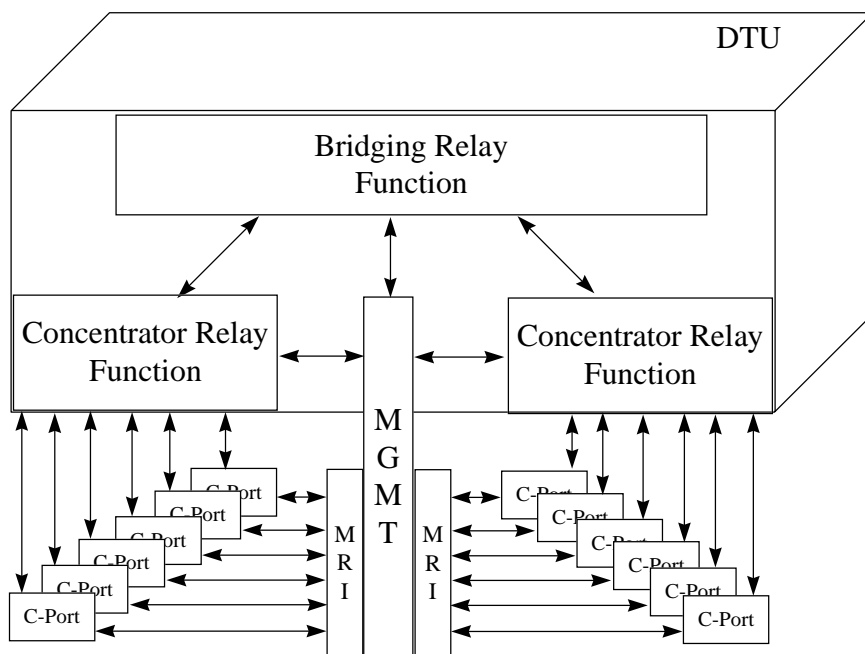 DTU
Bridging Relay
Function
Concentrator Relay
Function
Concentrator Relay
Function
M
G
M
T
M
R
I
M
R
I
C-Port
C-Port
C-Port
C-Port
C-Port
C-Port
C-Port
C-Port
C-Port
C-Port
C-Port
C-Port